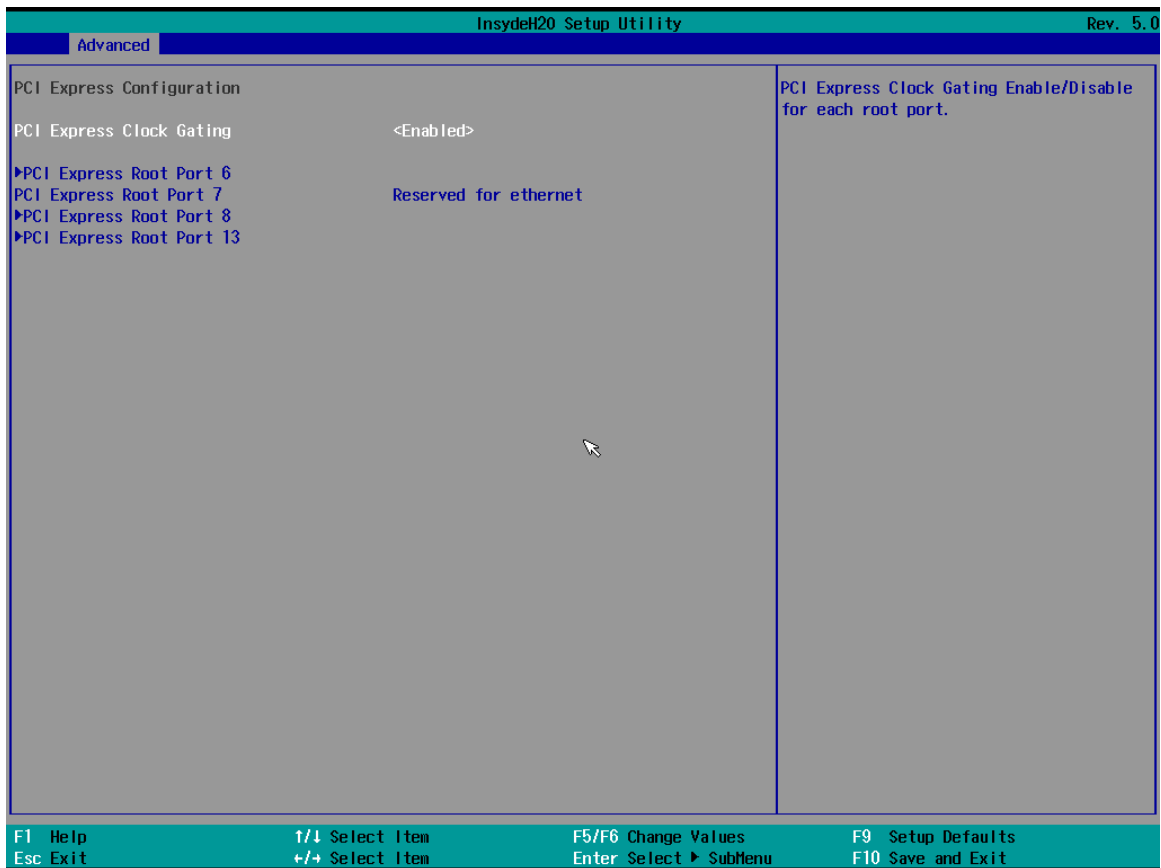 InsydeH20 Setup Utility Rev. 5.0
Advanced
PCI Express Configuration
PCI Express Clock Gating <Enabled>
▶PCI Express Root Port 6
PCI Express Root Port 7 Reserved for ethernet
▶PCI Express Root Port 8
▶PCI Express Root Port 13
PCI Express Clock Gating Enable/Disable
for each root port.
F1 Help ↑/↓ Select Item F5/F6 Change Values F9 Setup Defaults
Esc Exit ←/→ Select Item Enter Select ▶ SubMenu F10 Save and Exit